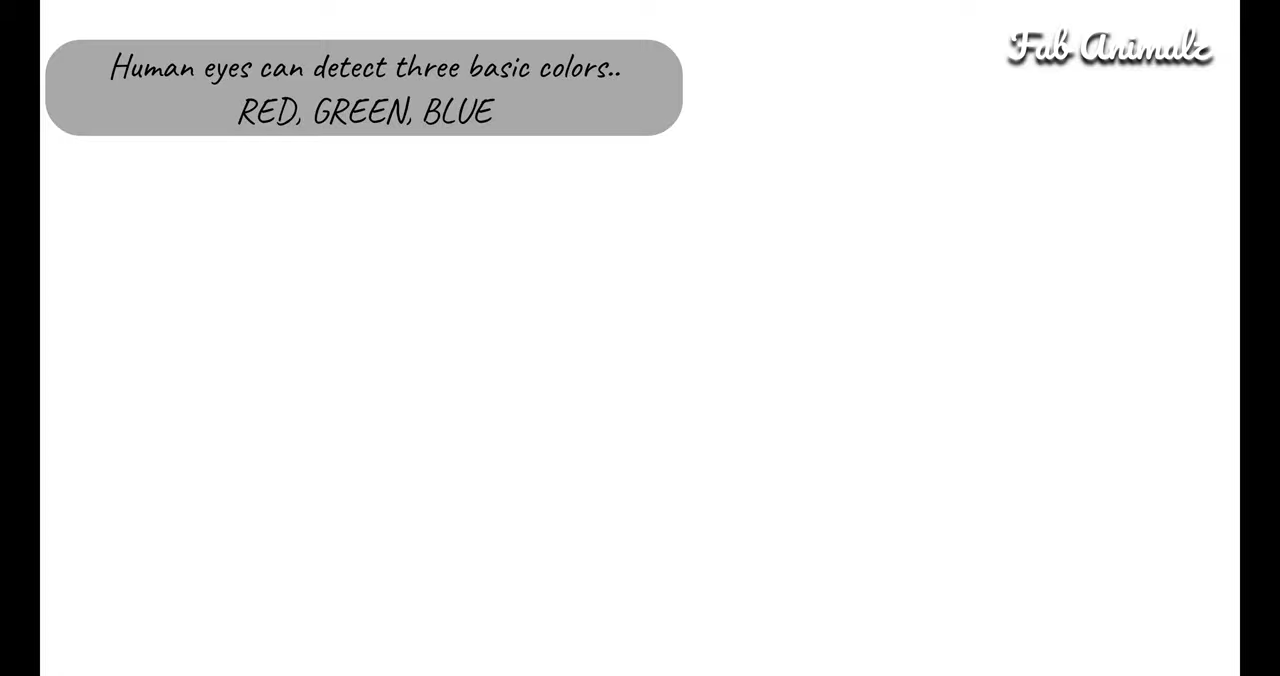 Human eyes can detect three basic colors..
RED, GREEN, BLUE
Fab Animalz